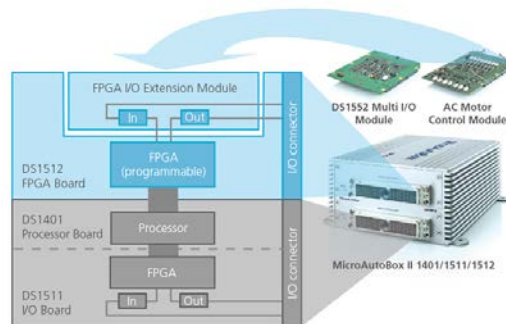 FPGA I/O Extension Module
In
Out
FPGA
(programmable)
DS1512
FPGA Board
I/O connector
DS1401
Processor Board
Processor
FPGA
DS1511
I/O Board
In
Out
I/O connector
DS1552 Multi I/O
Module
AC Motor
Control Module
MicroAutoBox II 1401/1511/1512